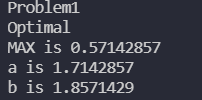 Problem1
Optimal
MAX is 0.57142857
a is 1.7142857
b is 1.8571429